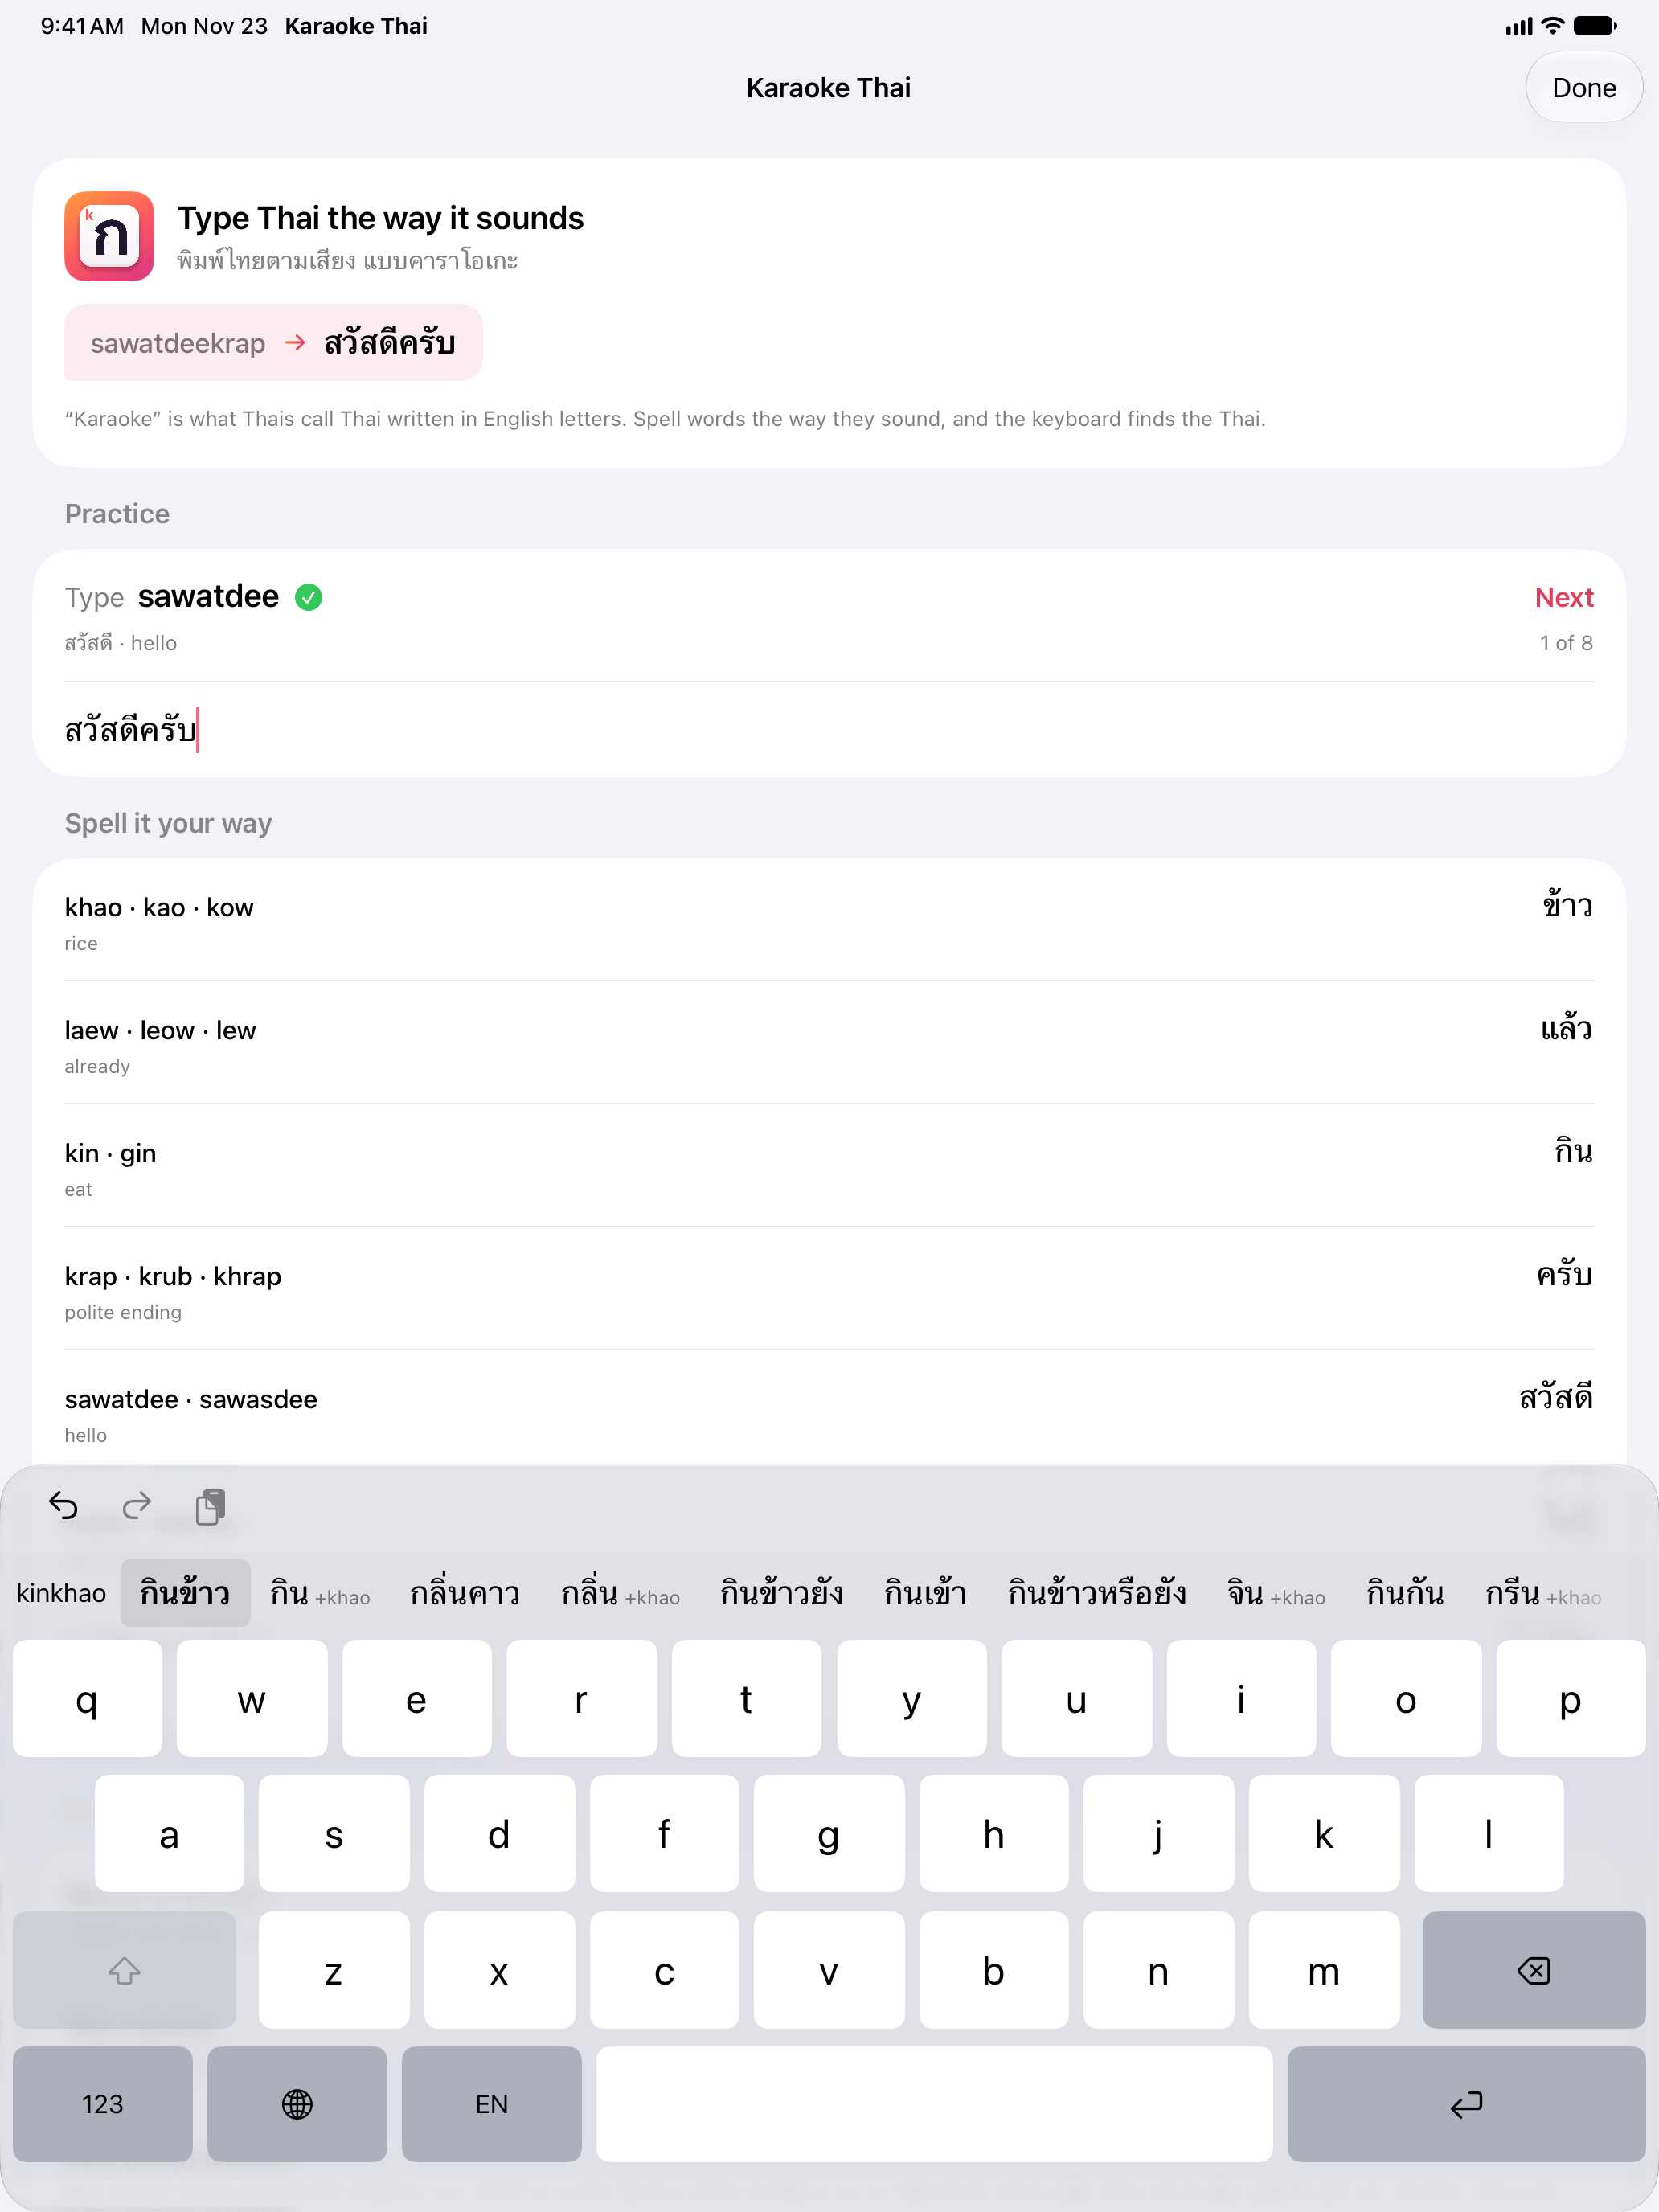 9:41 AM Mon Nov 23 Karaoke Thai
Karaoke Thai
Done
k
ก
Type Thai the way it sounds
พิมพ์ไทยตามเสียง แบบคาราโอเกะ
sawatdeekrap → สวัสดีครับ
“Karaoke” is what Thais call Thai written in English letters. Spell words the way they sound, and the keyboard finds the Thai.
Practice
Type sawatdee Next
สวัสดี · hello 1 of 8
สวัสดีครับ
Spell it your way
khao · kao · kow ข้าว
rice
laew · leow · lew แล้ว
already
kin · gin กิน
eat
krap · krub · khrap ครับ
polite ending
sawatdee · sawasdee สวัสดี
hello
kinkhao กินข้าว กิน +khao กลิ่นคาว กลิ่น +khao กินข้าวยัง กินเข้า กินข้าวหรือยัง จิน +khao กินกัน กรีน +khao
q w e r t y u i o p
a s d f g h j k l
z x c v b n m
123 EN